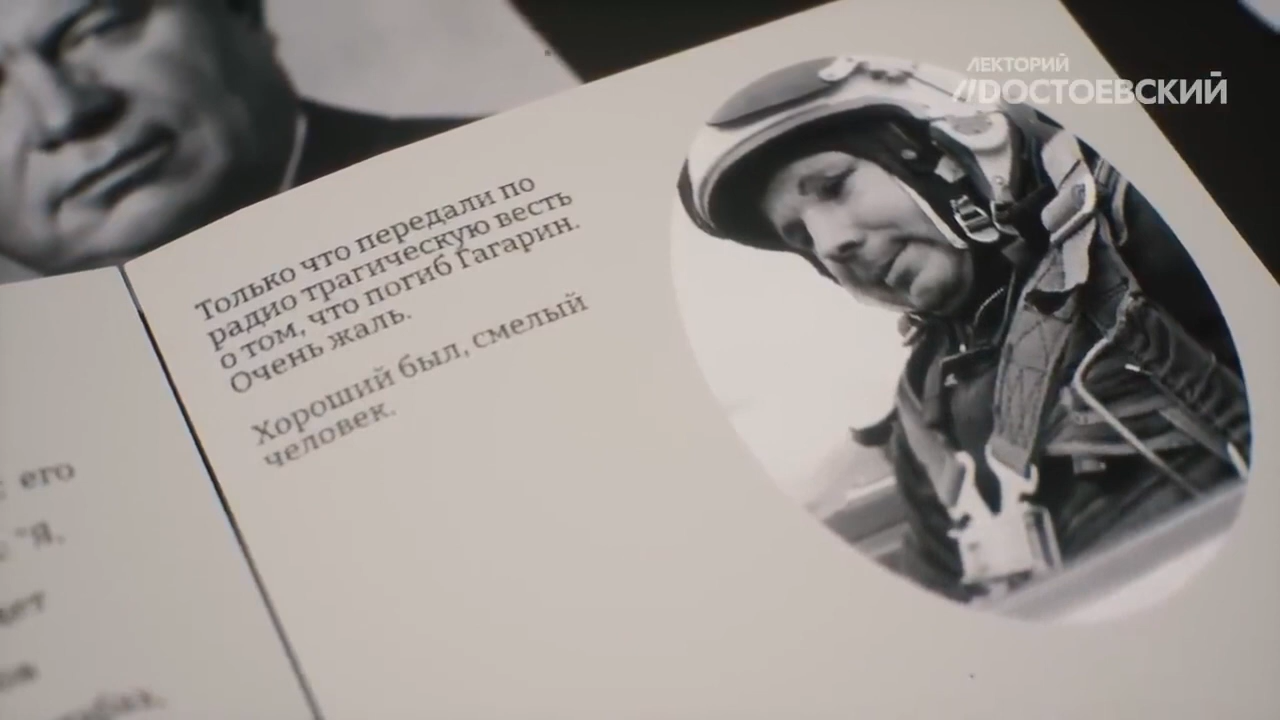 ЛЕКТОРИЙ
//DОСТОЕВСКИЙ
Только что передали по
радио трагическую весть
о том, что погиб Гагарин.
Очень жаль.
Хороший был, смелый
человек.
его
"Я,